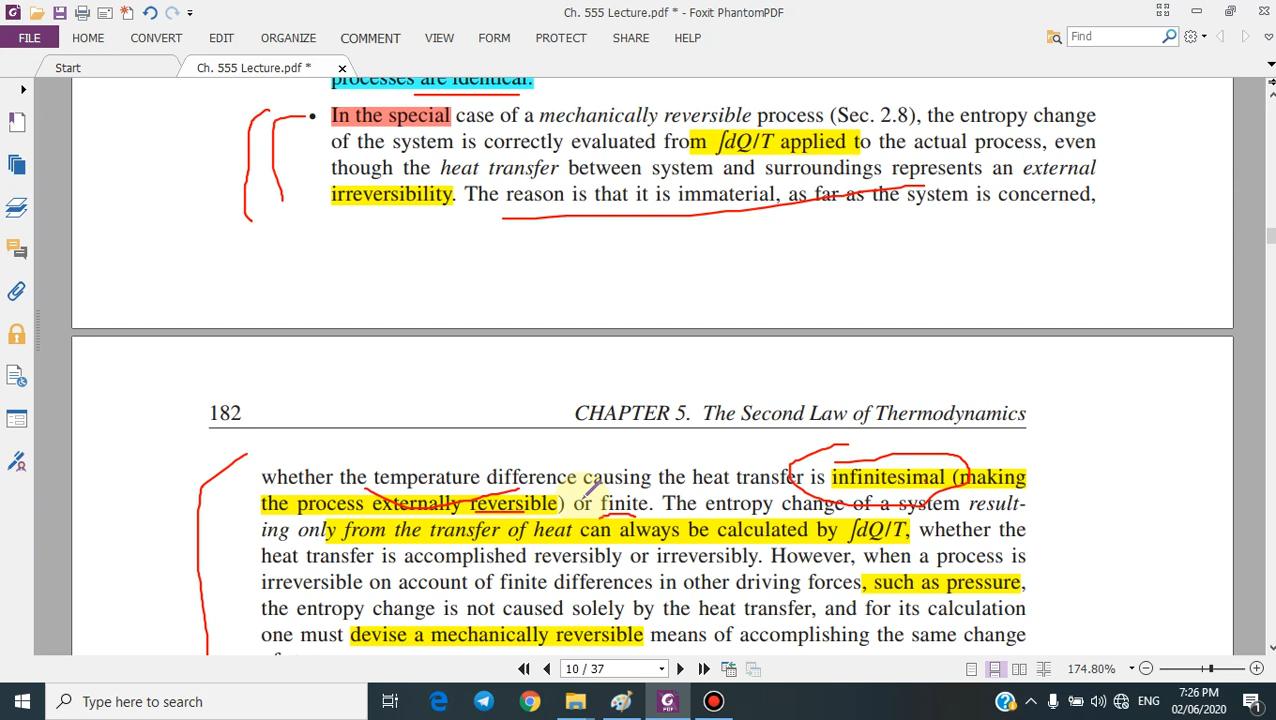 Ch. 555 Lecture.pdf * - Foxit PhantomPDF
FILE HOME CONVERT EDIT ORGANIZE COMMENT VIEW FORM PROTECT SHARE HELP Find
Start Ch. 555 Lecture.pdf *
processes are identical.
• In the special case of a mechanically reversible process (Sec. 2.8), the entropy change
of the system is correctly evaluated from ∫dQ/T applied to the actual process, even
though the heat transfer between system and surroundings represents an external
irreversibility. The reason is that it is immaterial, as far as the system is concerned,
182 CHAPTER 5. The Second Law of Thermodynamics
whether the temperature difference causing the heat transfer is infinitesimal (making
the process externally reversible) or finite. The entropy change of a system result-
ing only from the transfer of heat can always be calculated by ∫dQ/T, whether the
heat transfer is accomplished reversibly or irreversibly. However, when a process is
irreversible on account of finite differences in other driving forces, such as pressure,
the entropy change is not caused solely by the heat transfer, and for its calculation
one must devise a mechanically reversible means of accomplishing the same change
10 / 37 174.80%
Type here to search ENG 7:26 PM
02/06/2020